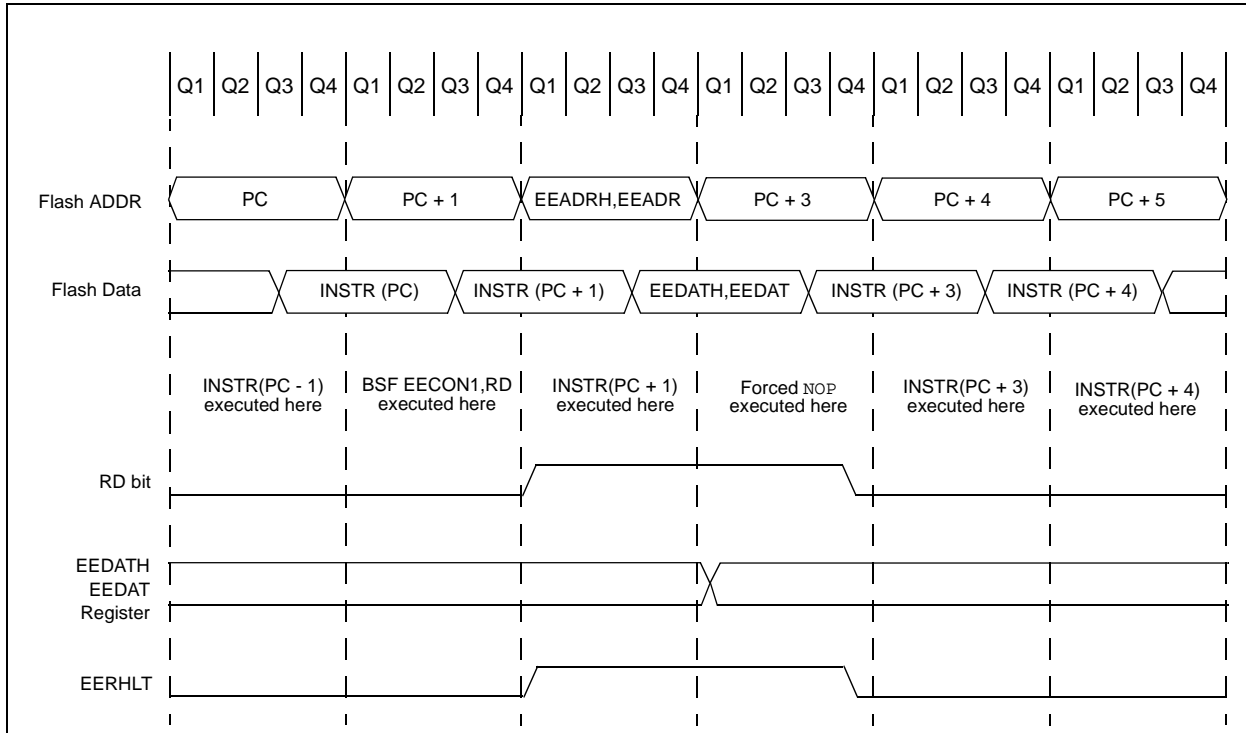 Q1 Q2 Q3 Q4 Q1 Q2 Q3 Q4 Q1 Q2 Q3 Q4 Q1 Q2 Q3 Q4 Q1 Q2 Q3 Q4 Q1 Q2 Q3 Q4
Flash ADDR PC PC + 1 EEADRH,EEADR PC + 3 PC + 4 PC + 5
Flash Data INSTR (PC) INSTR (PC + 1) EEDATH,EEDAT INSTR (PC + 3) INSTR (PC + 4)
INSTR(PC - 1) BSF EECON1,RD INSTR(PC + 1) Forced NOP INSTR(PC + 3) INSTR(PC + 4)
executed here executed here executed here executed here executed here executed here
RD bit
EEDATH
EEDAT
Register
EERHLT